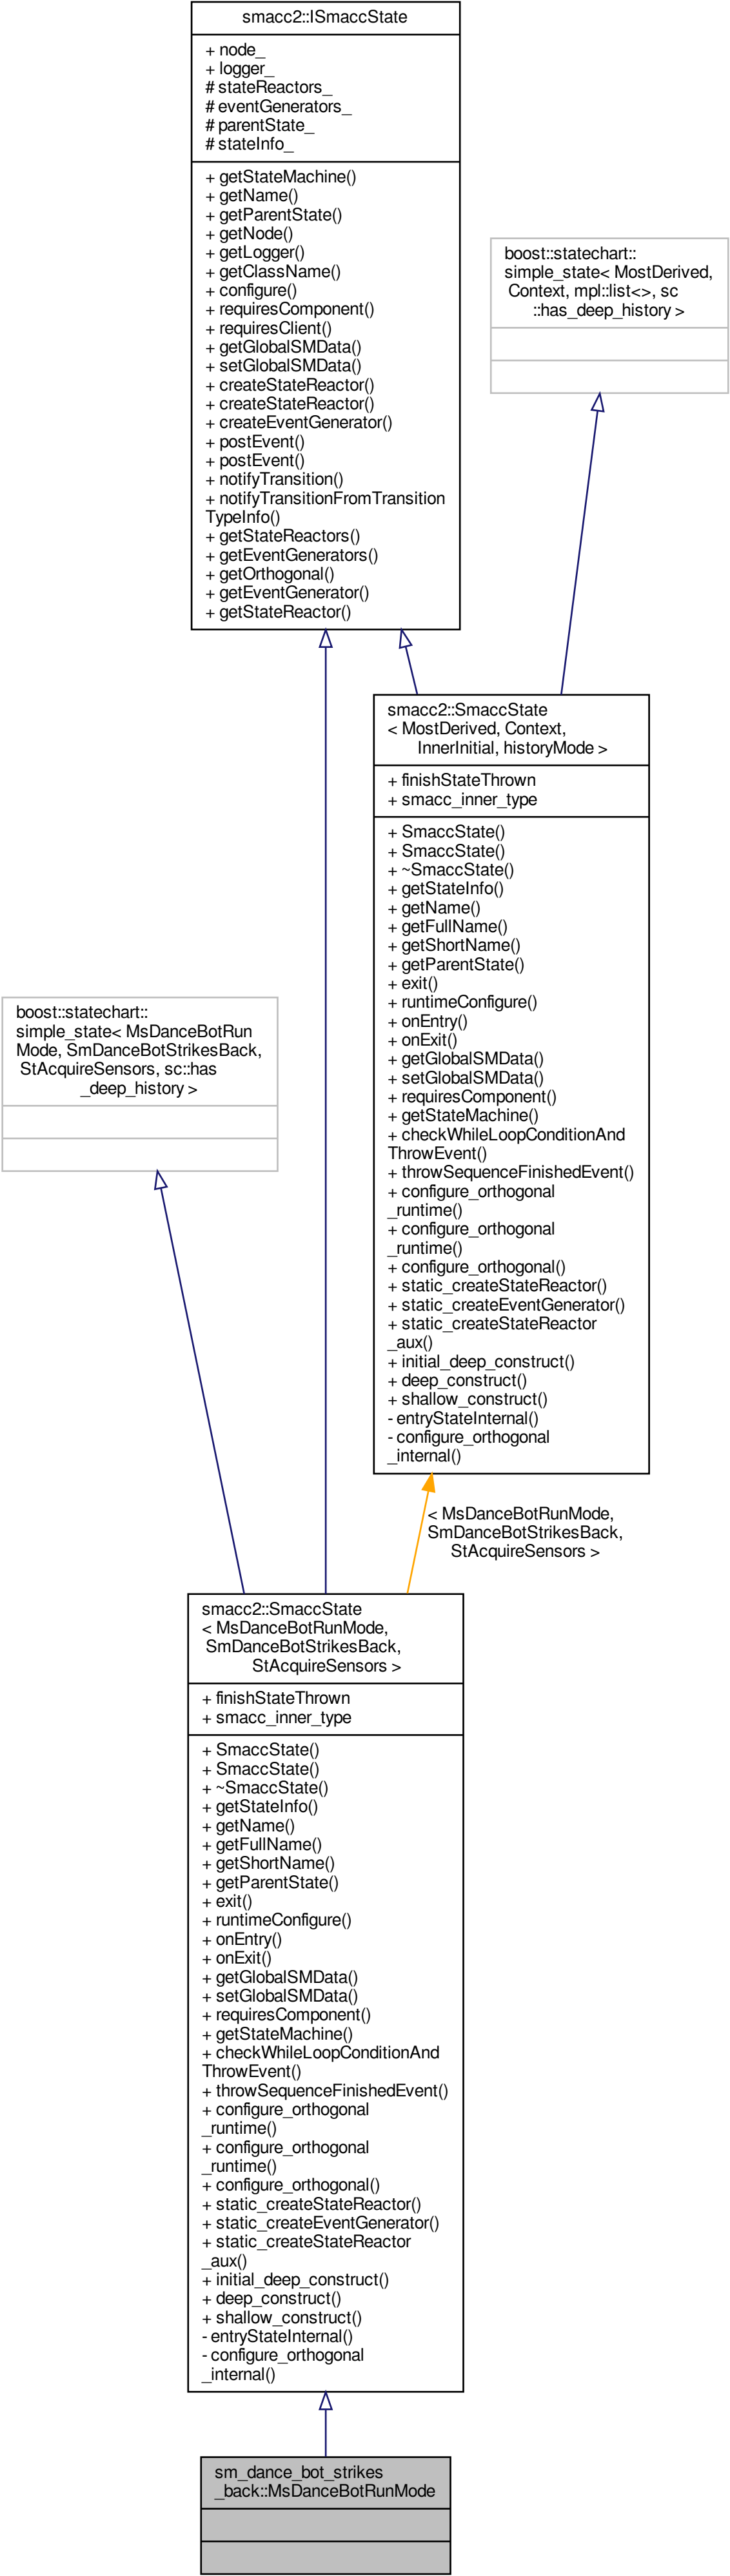 smacc2::ISmaccState
+ node_
+ logger_
# stateReactors_
# eventGenerators_
# parentState_
# stateInfo_
+ getStateMachine()
+ getName()
+ getParentState()
+ getNode()
+ getLogger()
+ getClassName()
+ configure()
+ requiresComponent()
+ requiresClient()
+ getGlobalSMData()
+ setGlobalSMData()
+ createStateReactor()
+ createStateReactor()
+ createEventGenerator()
+ postEvent()
+ postEvent()
+ notifyTransition()
+ notifyTransitionFromTransition
TypeInfo()
+ getStateReactors()
+ getEventGenerators()
+ getOrthogonal()
+ getEventGenerator()
+ getStateReactor()
boost::statechart::
simple_state< MostDerived,
Context, mpl::list<>, sc
::has_deep_history >
smacc2::SmaccState
< MostDerived, Context,
InnerInitial, historyMode >
+ finishStateThrown
+ smacc_inner_type
+ SmaccState()
+ SmaccState()
+ ~SmaccState()
+ getStateInfo()
+ getName()
+ getFullName()
+ getShortName()
+ getParentState()
+ exit()
+ runtimeConfigure()
+ onEntry()
+ onExit()
+ getGlobalSMData()
+ setGlobalSMData()
+ requiresComponent()
+ getStateMachine()
+ checkWhileLoopConditionAnd
ThrowEvent()
+ throwSequenceFinishedEvent()
+ configure_orthogonal
_runtime()
+ configure_orthogonal
_runtime()
+ configure_orthogonal()
+ static_createStateReactor()
+ static_createEventGenerator()
+ static_createStateReactor
_aux()
+ initial_deep_construct()
+ deep_construct()
+ shallow_construct()
- entryStateInternal()
- configure_orthogonal
_internal()
boost::statechart::
simple_state< MsDanceBotRun
Mode, SmDanceBotStrikesBack,
StAcquireSensors, sc::has
_deep_history >
< MsDanceBotRunMode,
SmDanceBotStrikesBack,
StAcquireSensors >
smacc2::SmaccState
< MsDanceBotRunMode,
SmDanceBotStrikesBack,
StAcquireSensors >
+ finishStateThrown
+ smacc_inner_type
+ SmaccState()
+ SmaccState()
+ ~SmaccState()
+ getStateInfo()
+ getName()
+ getFullName()
+ getShortName()
+ getParentState()
+ exit()
+ runtimeConfigure()
+ onEntry()
+ onExit()
+ getGlobalSMData()
+ setGlobalSMData()
+ requiresComponent()
+ getStateMachine()
+ checkWhileLoopConditionAnd
ThrowEvent()
+ throwSequenceFinishedEvent()
+ configure_orthogonal
_runtime()
+ configure_orthogonal
_runtime()
+ configure_orthogonal()
+ static_createStateReactor()
+ static_createEventGenerator()
+ static_createStateReactor
_aux()
+ initial_deep_construct()
+ deep_construct()
+ shallow_construct()
- entryStateInternal()
- configure_orthogonal
_internal()
sm_dance_bot_strikes
_back::MsDanceBotRunMode